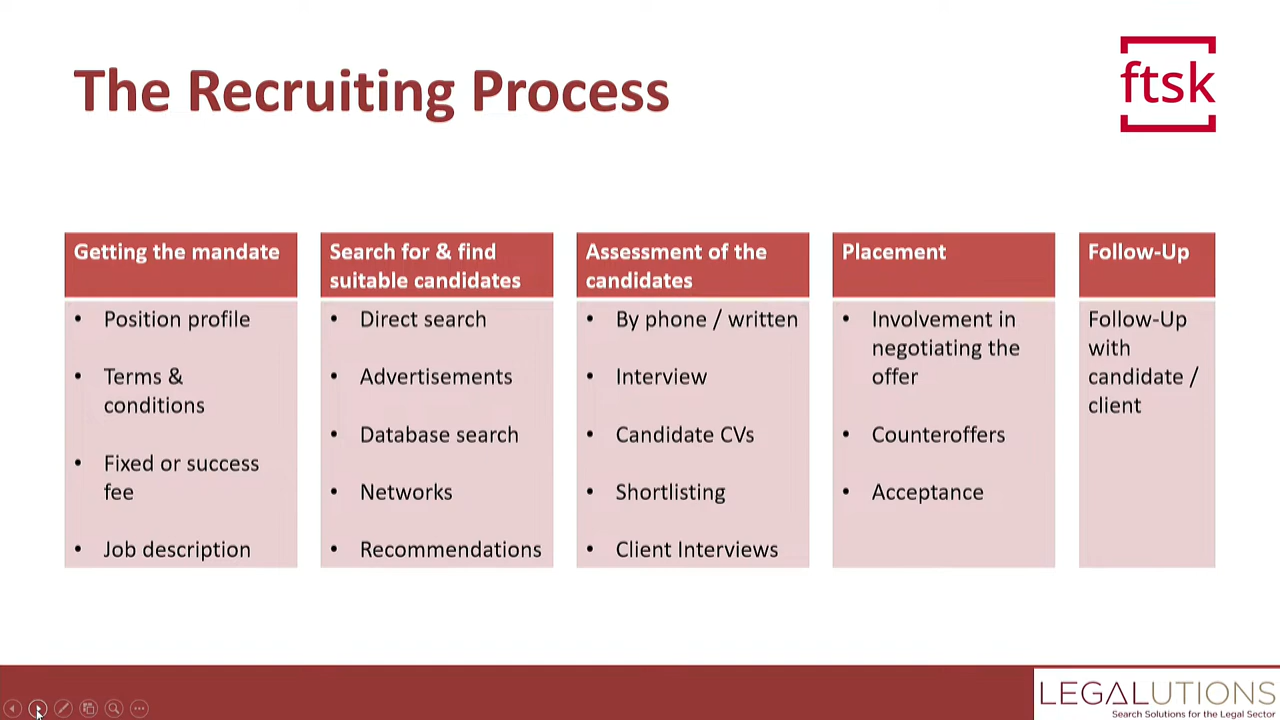 The Recruiting Process
ftsk
Getting the mandate
• Position profile
• Terms &
conditions
• Fixed or success
fee
• Job description
Search for & find
suitable candidates
• Direct search
• Advertisements
• Database search
• Networks
• Recommendations
Assessment of the
candidates
• By phone / written
• Interview
• Candidate CVs
• Shortlisting
• Client Interviews
Placement
• Involvement in
negotiating the
offer
• Counteroffers
• Acceptance
Follow-Up
Follow-Up
with
candidate /
client
LEGALUTIONS
Search Solutions for the Legal Sector